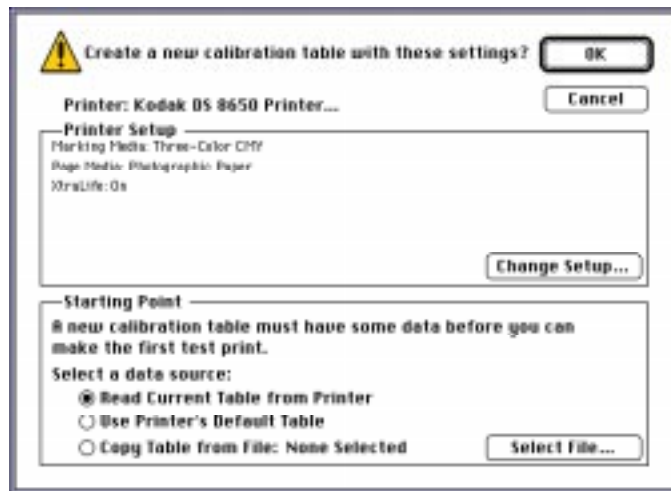 Create a new calibration table with these settings?
OK
Printer: Kodak DS 8650 Printer...
Cancel
Printer Setup
Marking Media: Three-Color CMY
Page Media: Photographic Paper
XtraLife: On
Change Setup...
Starting Point
A new calibration table must have some data before you can
make the first test print.
Select a data source:
Read Current Table from Printer
Use Printer's Default Table
Copy Table from File: None Selected
Select File...